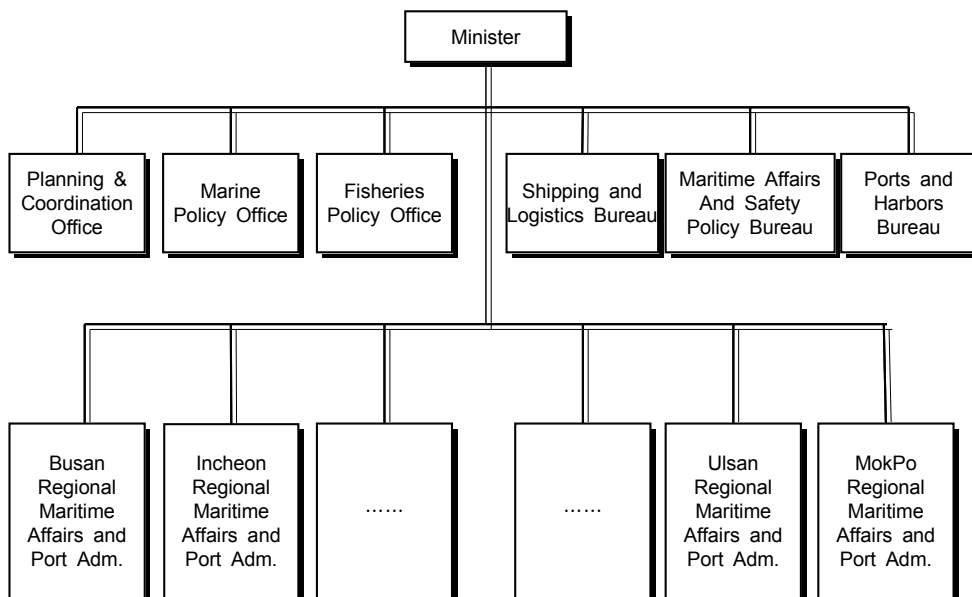 Minister
Planning &
Coordination
Office
Marine
Policy Office
Fisheries
Policy Office
Shipping and
Logistics Bureau
Maritime Affairs
And Safety
Policy Bureau
Ports and
Harbors
Bureau
Busan
Regional
Maritime
Affairs and
Port Adm.
Incheon
Regional
Maritime
Affairs and
Port Adm.
……
……
Ulsan
Regional
Maritime
Affairs and
Port Adm.
MokPo
Regional
Maritime
Affairs and
Port Adm.